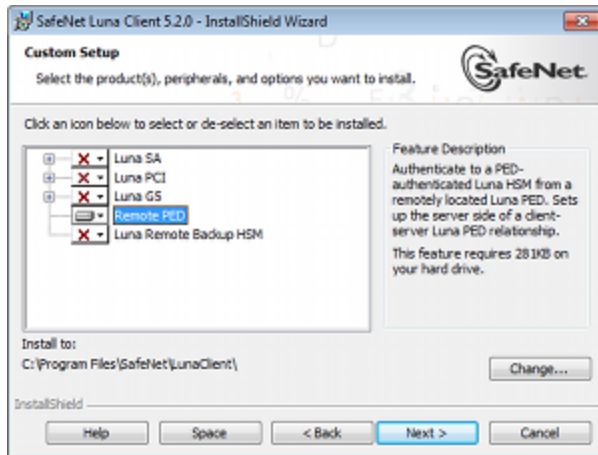 SafeNet Luna Client 5.2.0 - InstallShield Wizard
Custom Setup
Select the product(s), peripherals, and options you want to install.
SafeNet.
Click an icon below to select or de-select an item to be installed.
Luna SA
Luna PCI
Luna G5
Remote PED
Luna Remote Backup HSM
Feature Description
Authenticate to a PED-
authenticated Luna HSM from a
remotely located Luna PED. Sets
up the server side of a client-
server Luna PED relationship.
This feature requires 281KB on
your hard drive.
Install to:
C:\Program Files\SafeNet\LunaClient\
Change...
InstallShield
Help
Space
< Back
Next >
Cancel